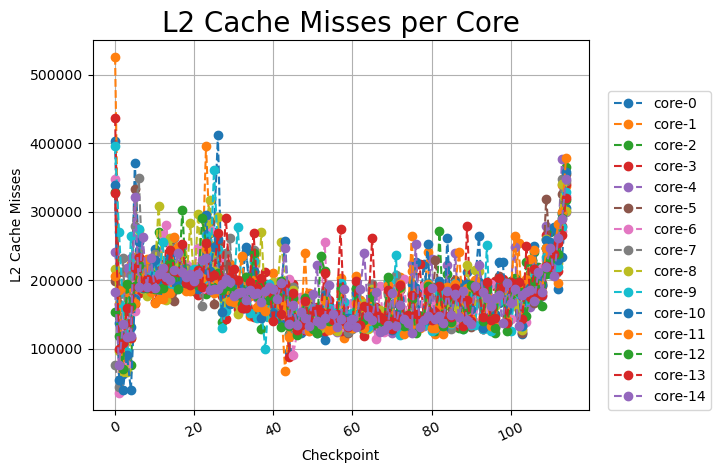 L2 Cache Misses per Core
500000
400000
300000
200000
100000
L2 Cache Misses
0
20
40
60
80
100
Checkpoint
core-0
core-1
core-2
core-3
core-4
core-5
core-6
core-7
core-8
core-9
core-10
core-11
core-12
core-13
core-14